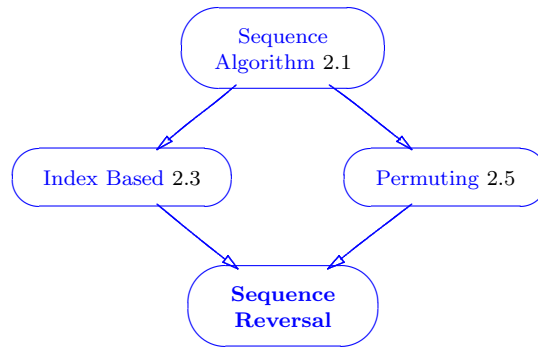 Sequence
Algorithm 2.1
Index Based 2.3
Permuting 2.5
Sequence
Reversal